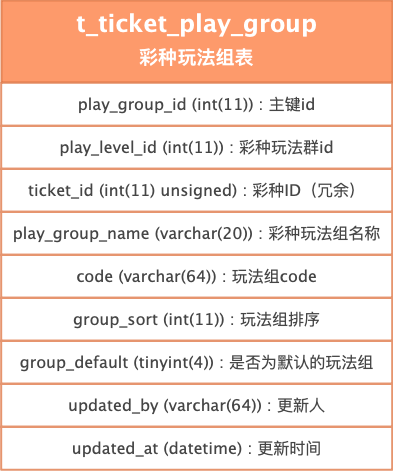 t_ticket_play_group
彩种玩法组表
play_group_id (int(11)) : 主键id
play_level_id (int(11)) : 彩种玩法群id
ticket_id (int(11) unsigned) : 彩种ID（冗余）
play_group_name (varchar(20)) : 彩种玩法组名称
code (varchar(64)) : 玩法组code
group_sort (int(11)) : 玩法组排序
group_default (tinyint(4)) : 是否为默认的玩法组
updated_by (varchar(64)) : 更新人
updated_at (datetime) : 更新时间